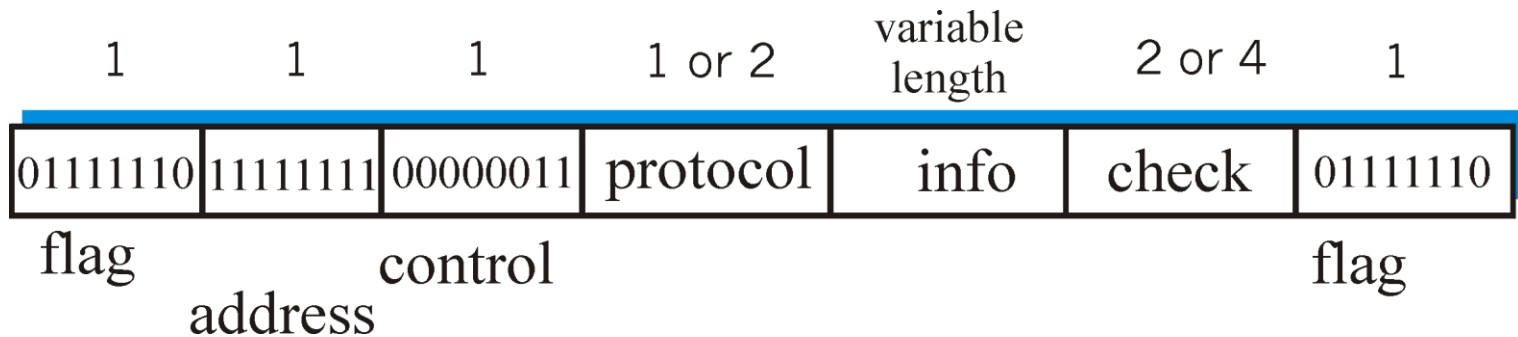 1 1 1 1 or 2 variable length 2 or 4 1
01111110 11111111 00000011 protocol info check 01111110
flag address control flag